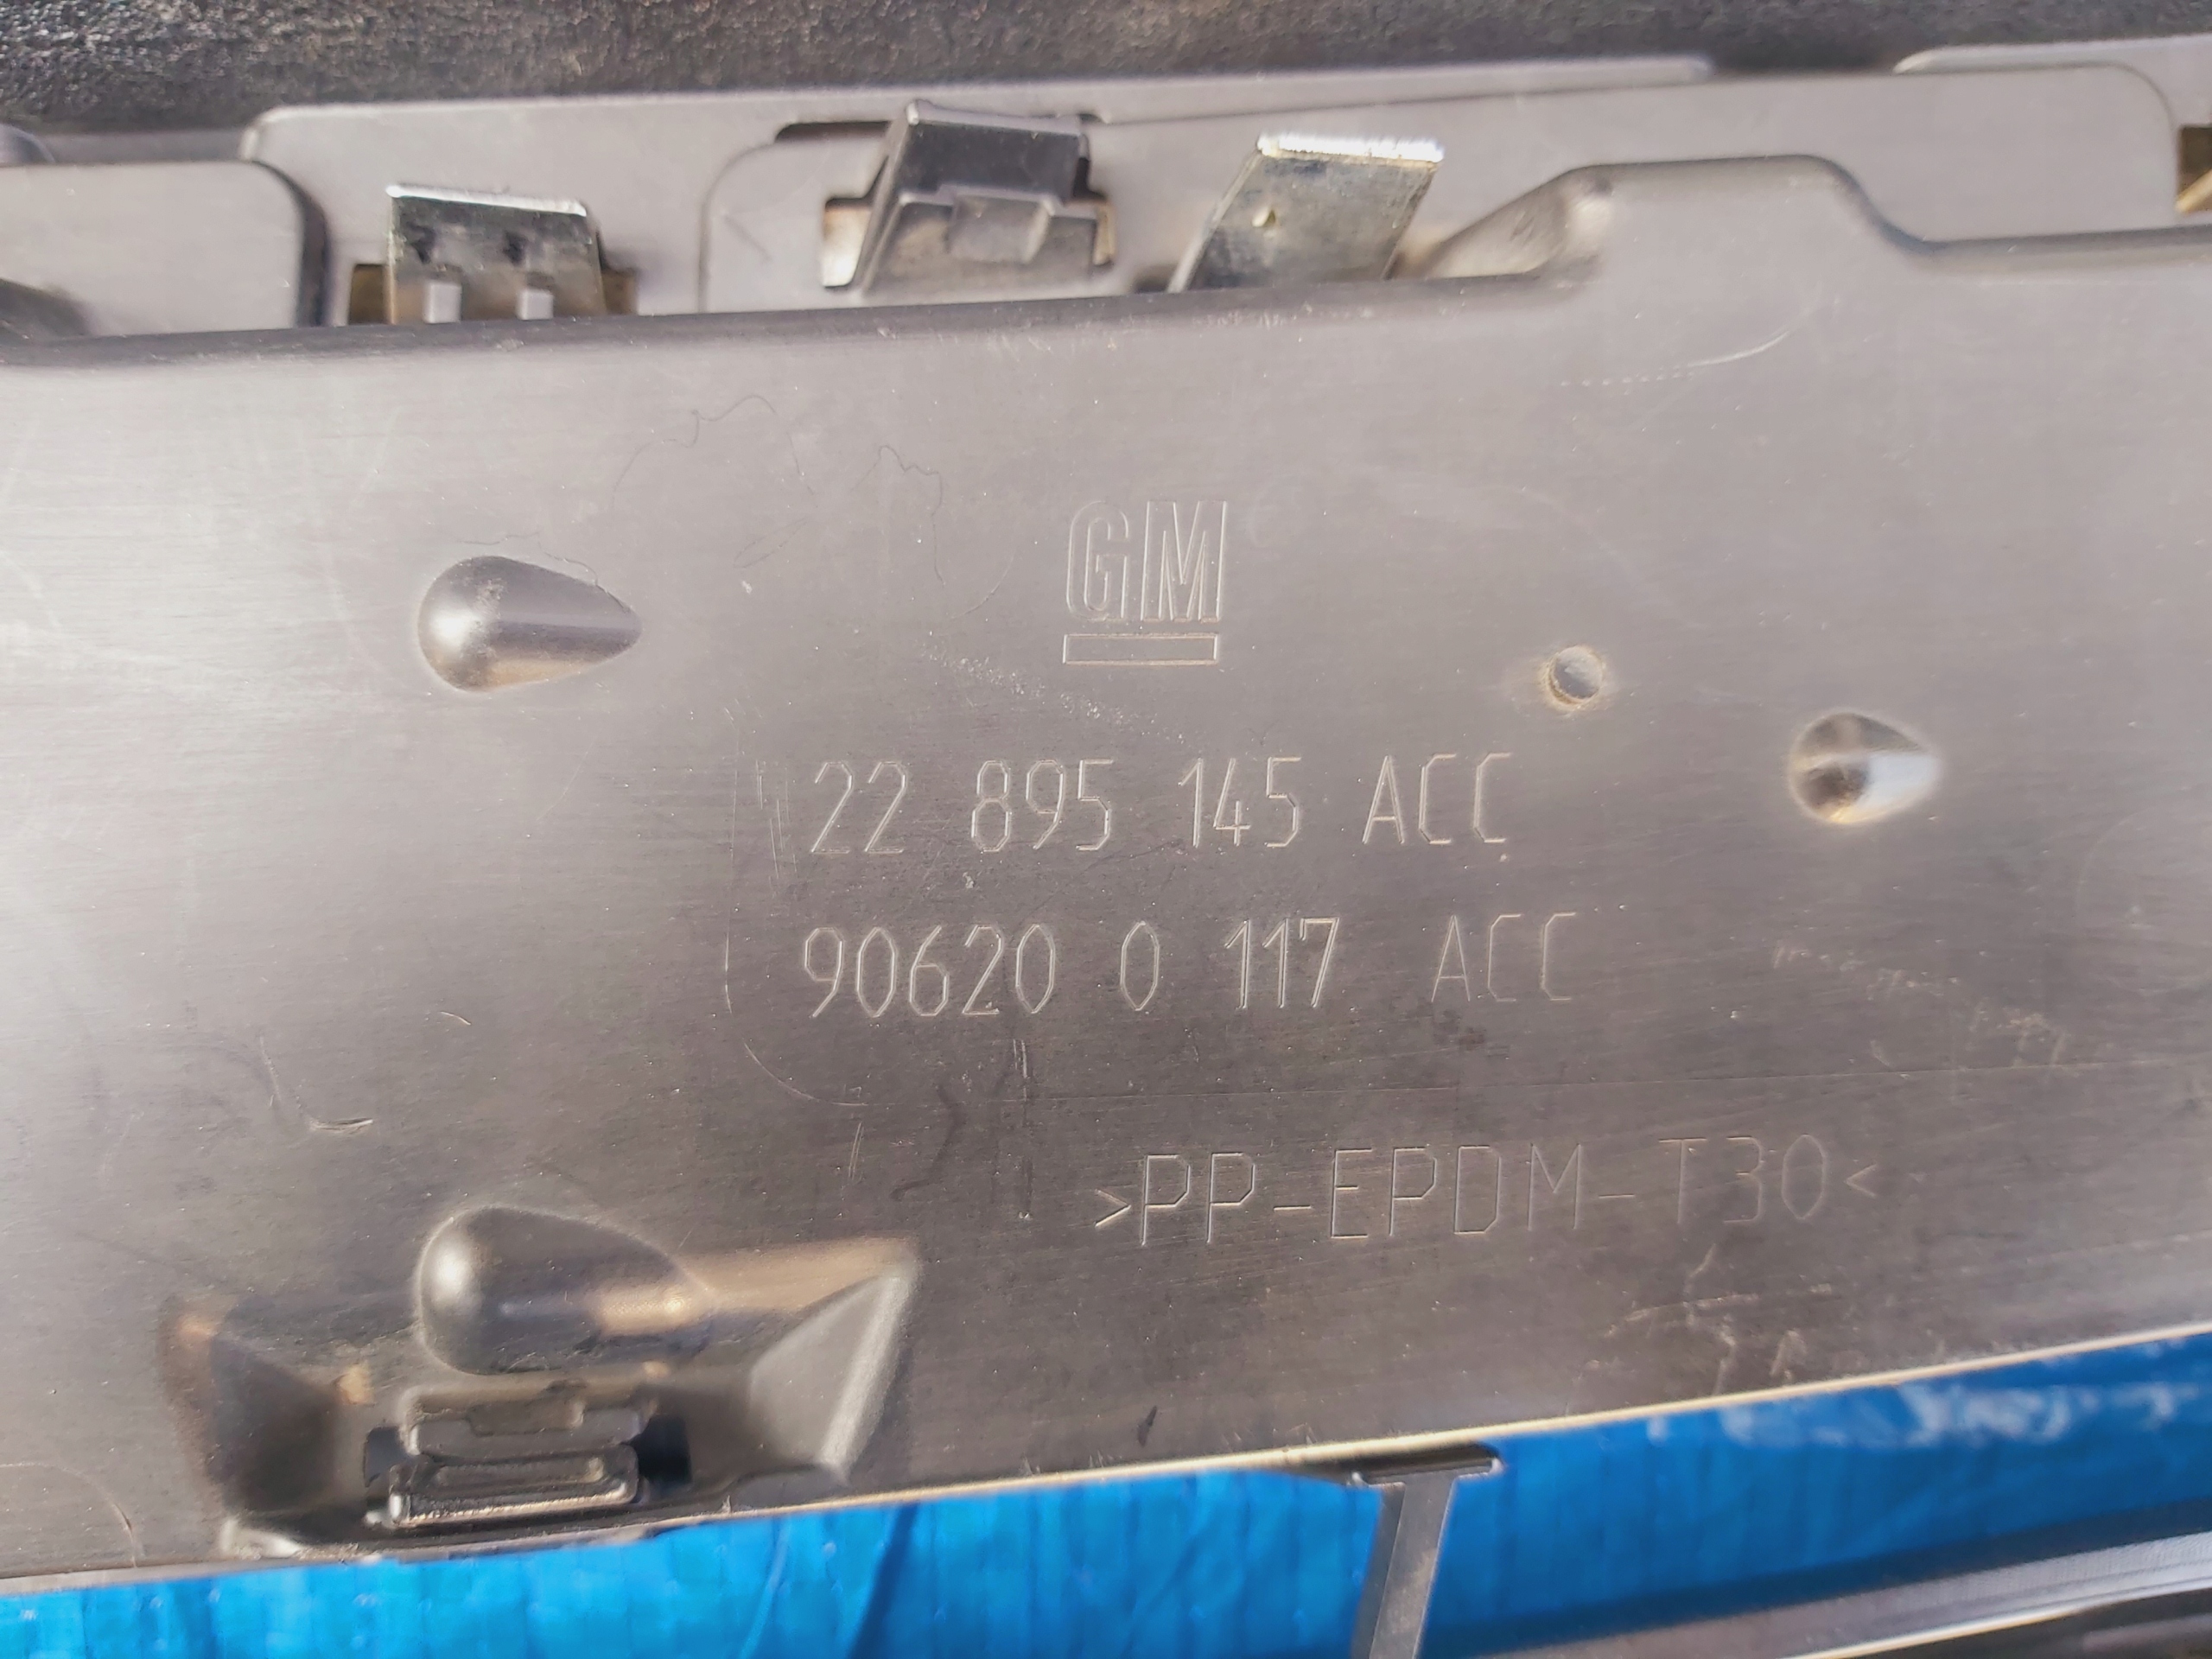 GM
22 895 145 ACC
90620 0 117 ACC
>PP-EPDM-T30<